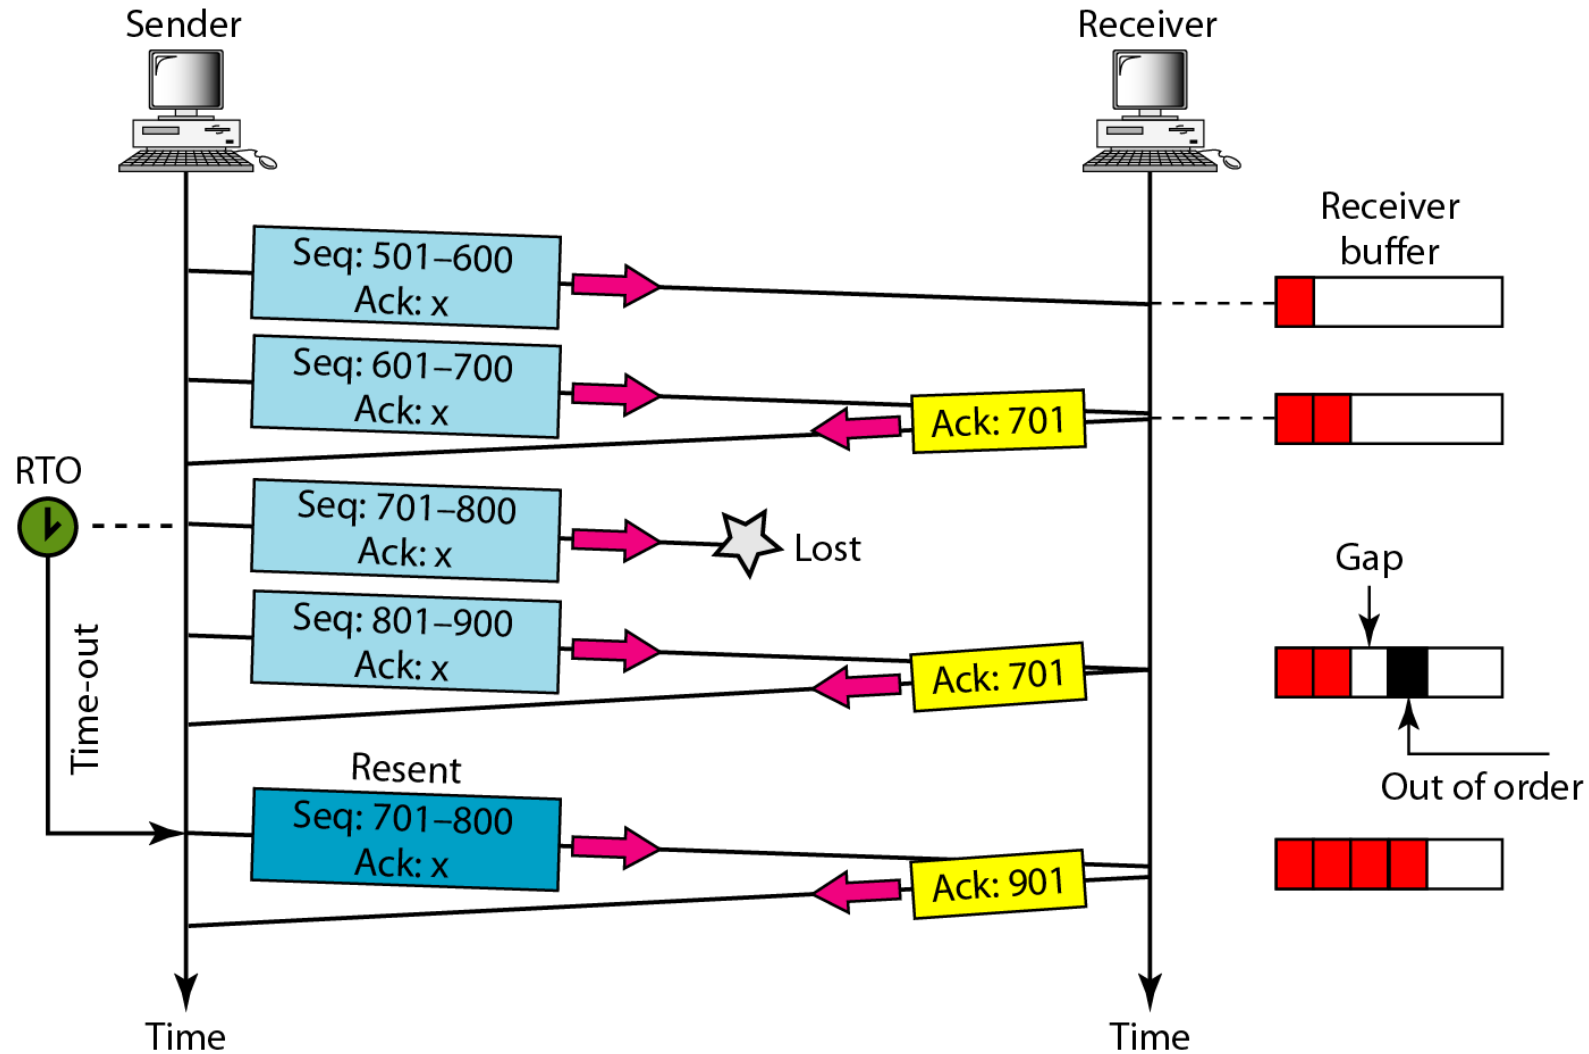 Sender
Receiver
Receiver
buffer
Seq: 501–600
Ack: x
Seq: 601–700
Ack: x
Ack: 701
RTO
Seq: 701–800
Ack: x
Lost
Gap
Seq: 801–900
Ack: x
Ack: 701
Time-out
Out of order
Resent
Seq: 701–800
Ack: x
Ack: 901
Time
Time